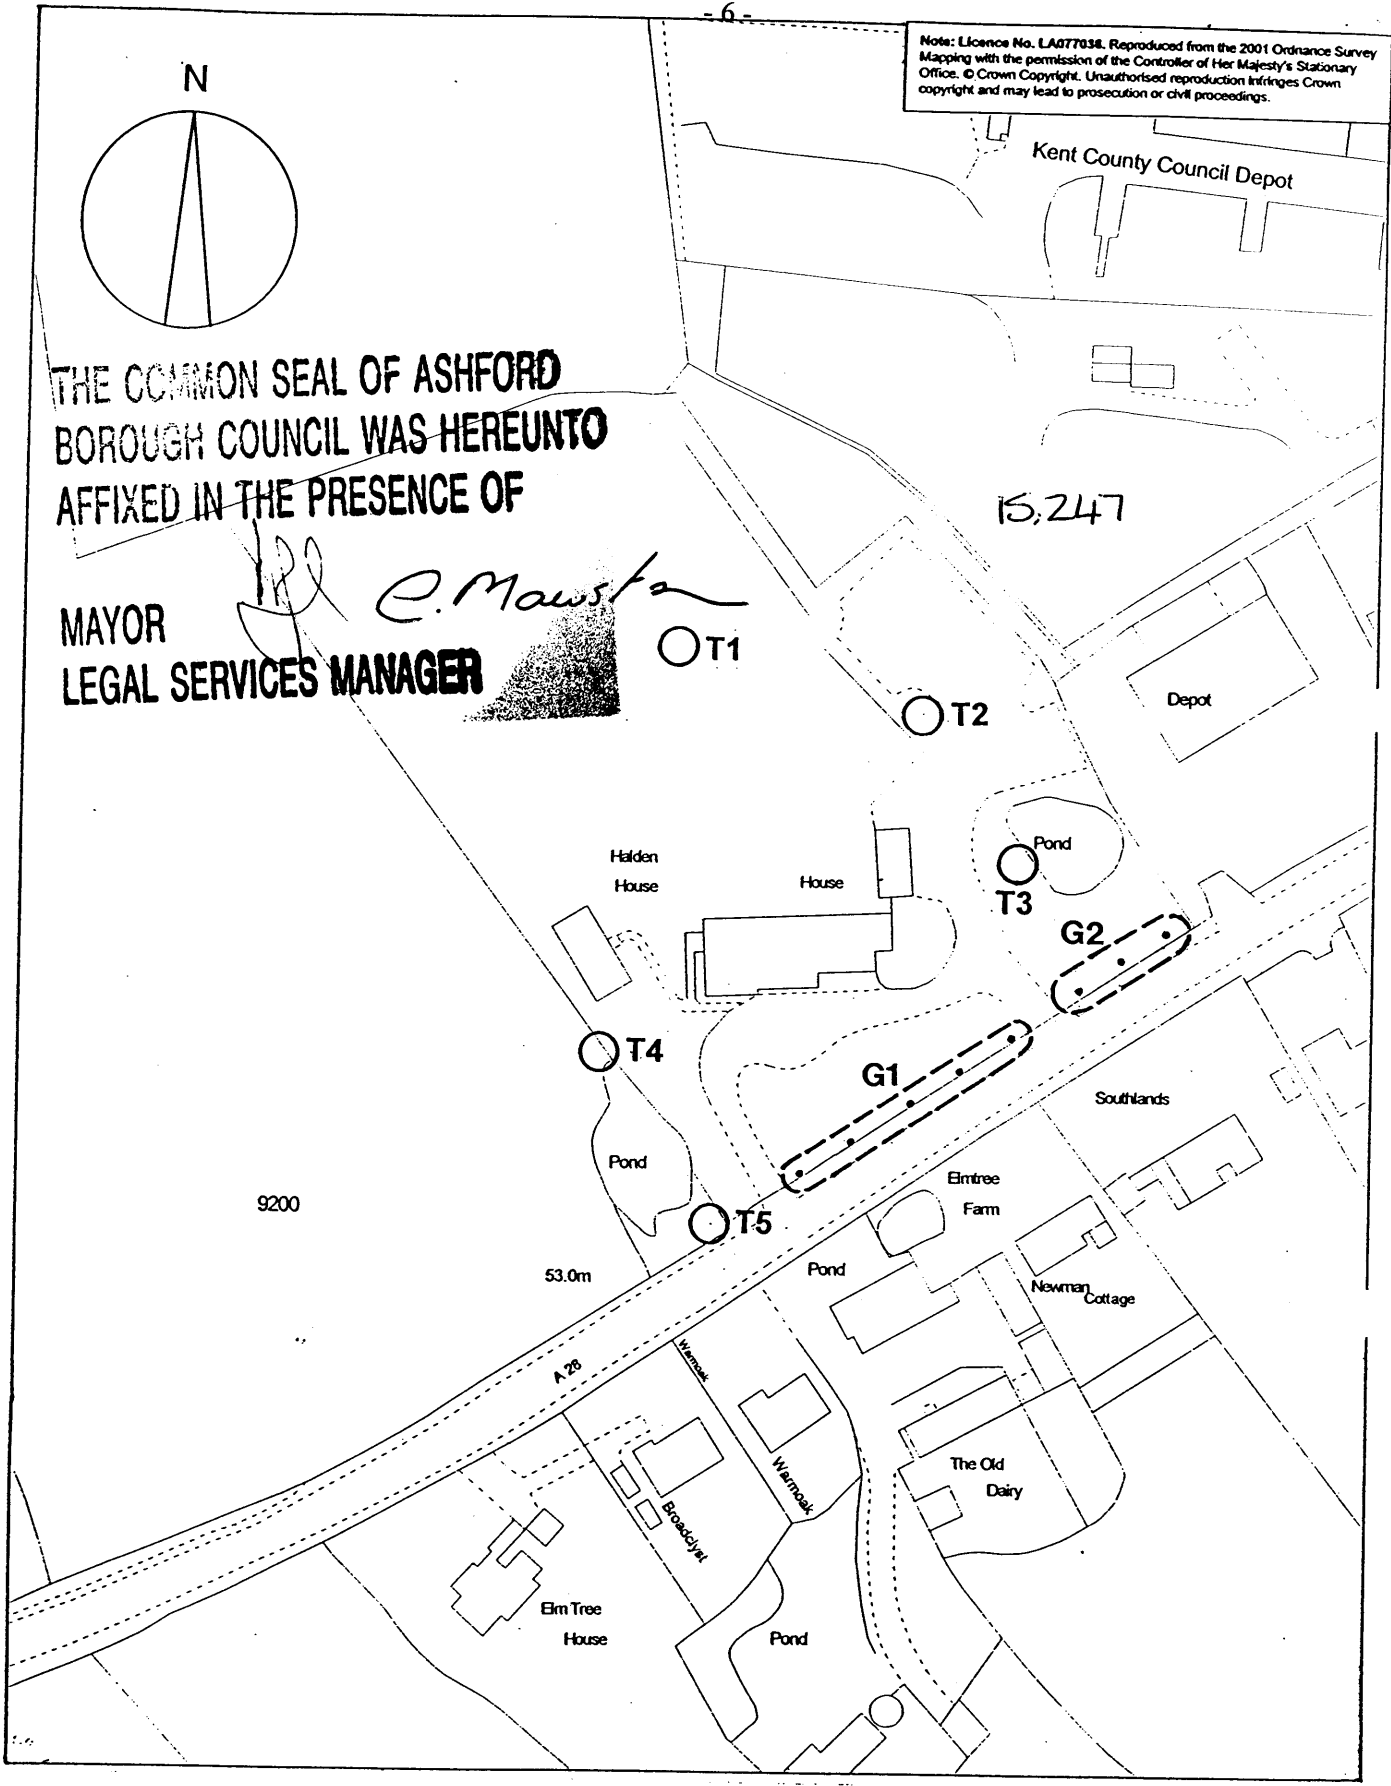 - 6 -
Note: Licence No. LA077038. Reproduced from the 2001 Ordnance Survey
Mapping with the permission of the Controller of Her Majesty's Stationary
Office. © Crown Copyright. Unauthorised reproduction infringes Crown
copyright and may lead to prosecution or civil proceedings.
N
Kent County Council Depot
THE COMMON SEAL OF ASHFORD
BOROUGH COUNCIL WAS HEREUNTO
AFFIXED IN THE PRESENCE OF
15,247
MAYOR
LEGAL SERVICES MANAGER
T1
T2
Depot
Pond
Halden
House
House
T3
G2
T4
G1
Southlands
Pond
Elmtree
Farm
9200
T5
53.0m
Pond
Newman
Cottage
A 28
Warmoak
Warmoak
The Old
Dairy
Broadclyst
Elm Tree
House
Pond